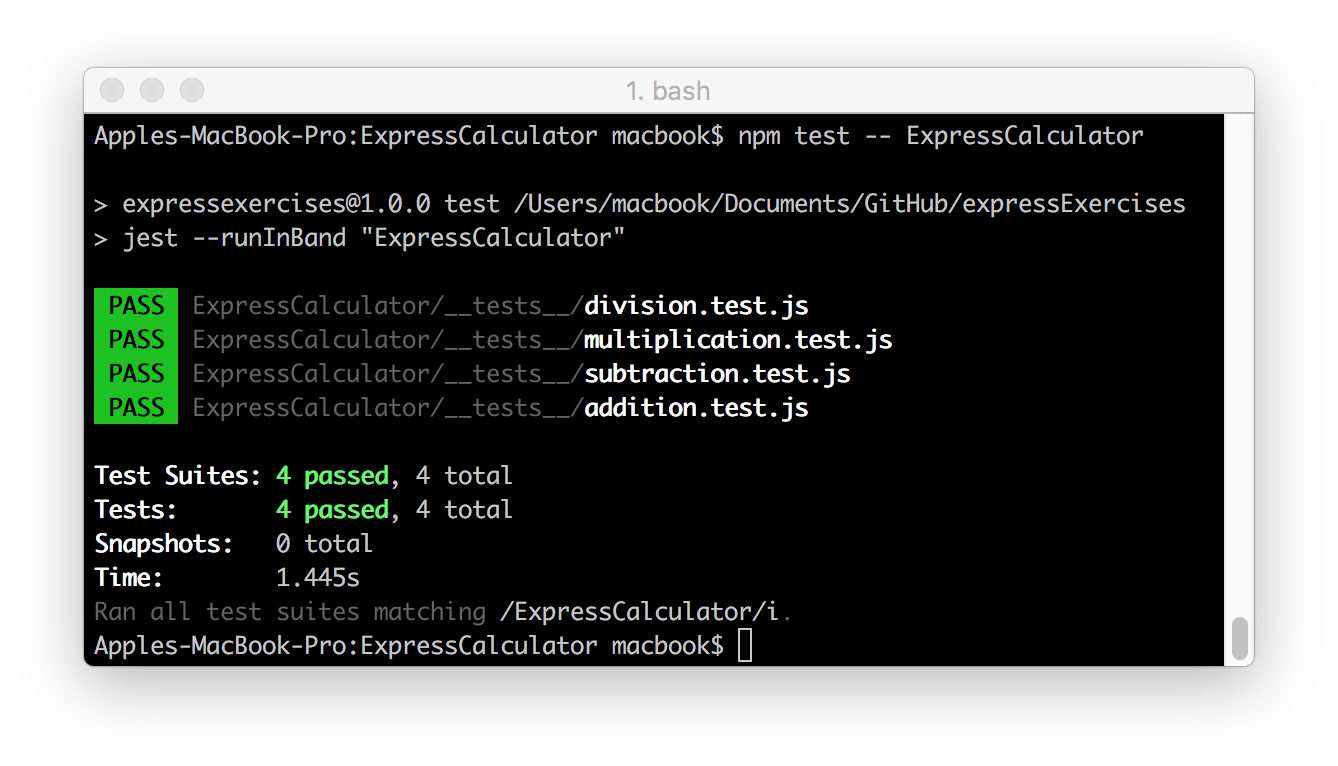 1. bash
Apples-MacBook-Pro:ExpressCalculator macbook$ npm test -- ExpressCalculator
> expressexercises@1.0.0 test /Users/macbook/Documents/GitHub/expressExercises
> jest --runInBand "ExpressCalculator"
PASS ExpressCalculator/__tests__/division.test.js
PASS ExpressCalculator/__tests__/multiplication.test.js
PASS ExpressCalculator/__tests__/subtraction.test.js
PASS ExpressCalculator/__tests__/addition.test.js
Test Suites: 4 passed, 4 total
Tests: 4 passed, 4 total
Snapshots: 0 total
Time: 1.445s
Ran all test suites matching /ExpressCalculator/i.
Apples-MacBook-Pro:ExpressCalculator macbook$